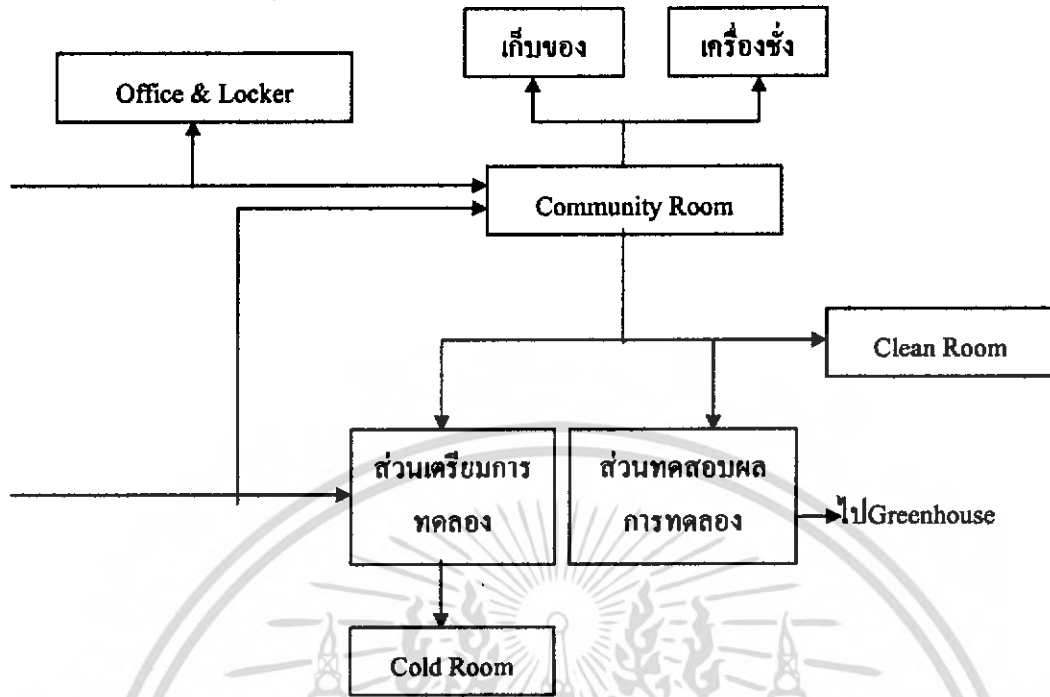 เก็บของ
เครื่องชั่ง
Office & Locker
Community Room
Clean Room
ส่วนเตรียมการ
ทดลอง
ส่วนทดสอบผล
การทดลอง
ไปGreenhouse
Cold Room